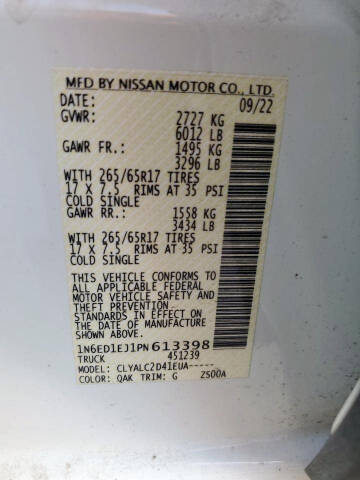 MFD BY NISSAN MOTOR CO., LTD.
DATE: 09/22
GVWR: 2727 KG
6012 LB
GAWR FR.: 1495 KG
3296 LB
WITH 265/65R17 TIRES
17 X 7.5 RIMS AT 35 PSI
COLD SINGLE
GAWR RR.: 1558 KG
3434 LB
WITH 265/65R17 TIRES
17 X 7.5 RIMS AT 35 PSI
COLD SINGLE
THIS VEHICLE CONFORMS TO
ALL APPLICABLE FEDERAL
MOTOR VEHICLE SAFETY AND
THEFT PREVENTION
STANDARDS IN EFFECT ON
THE DATE OF MANUFACTURE
SHOWN ABOVE.
1N6ED1EJ1PN613398
TRUCK 451239
MODEL: CLYALC2D41EUA-----
COLOR: QAK TRIM: G ZS00A